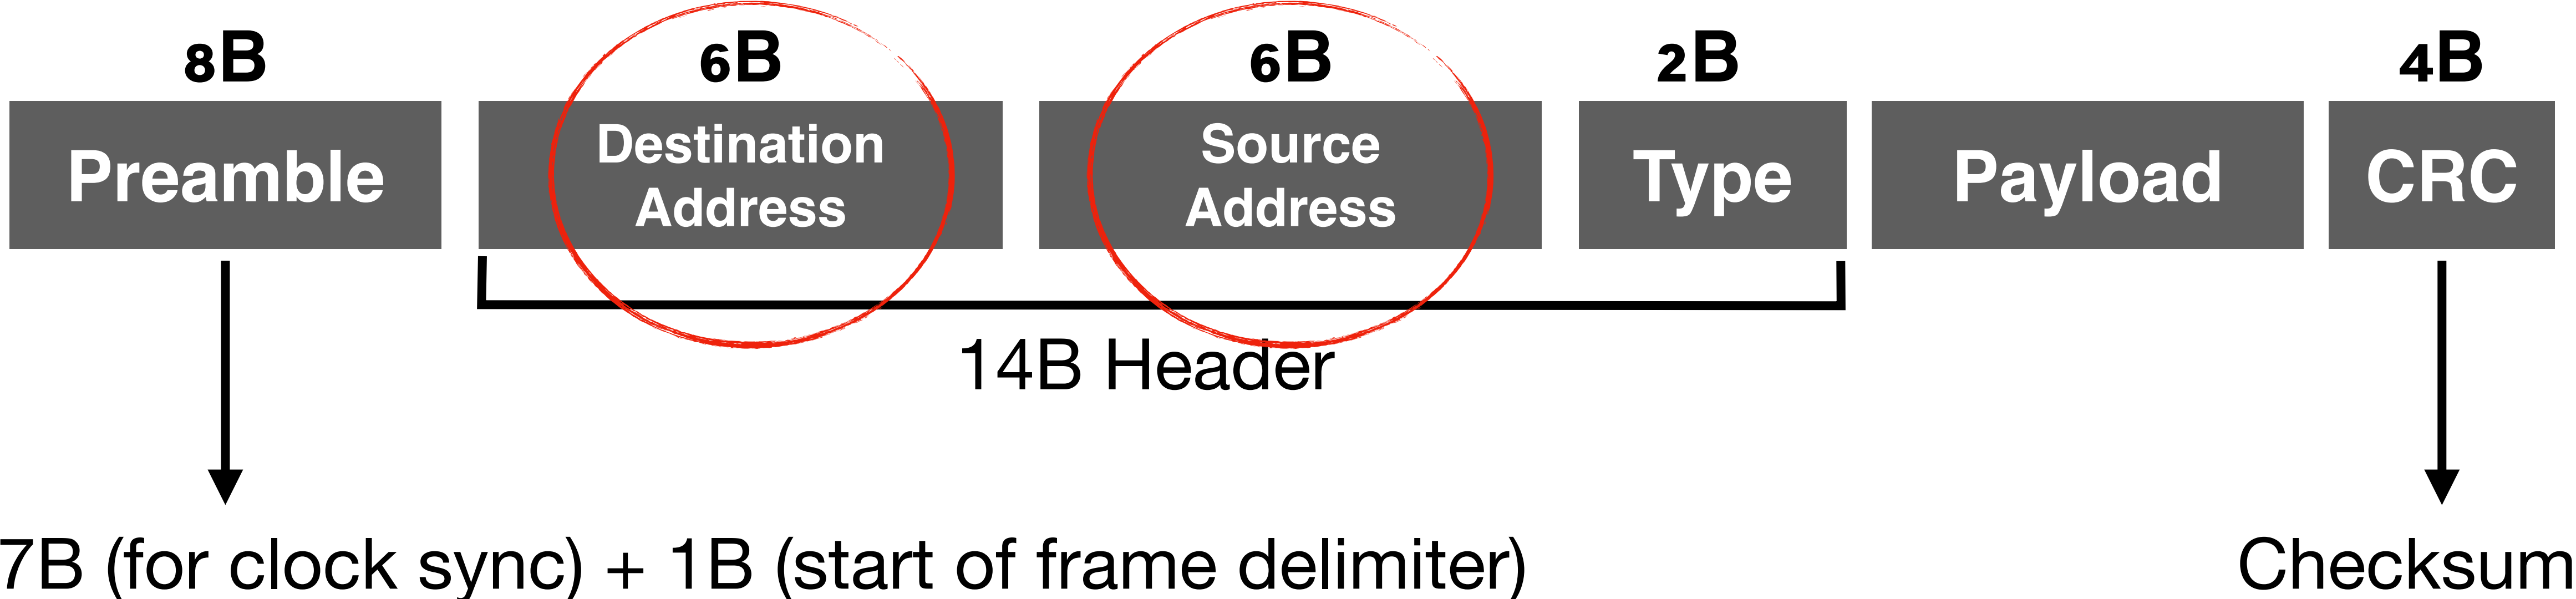 8B 6B 6B 2B 4B
Preamble
Destination
Address
Source
Address
Type
Payload
CRC
14B Header
7B (for clock sync) + 1B (start of frame delimiter)
Checksum